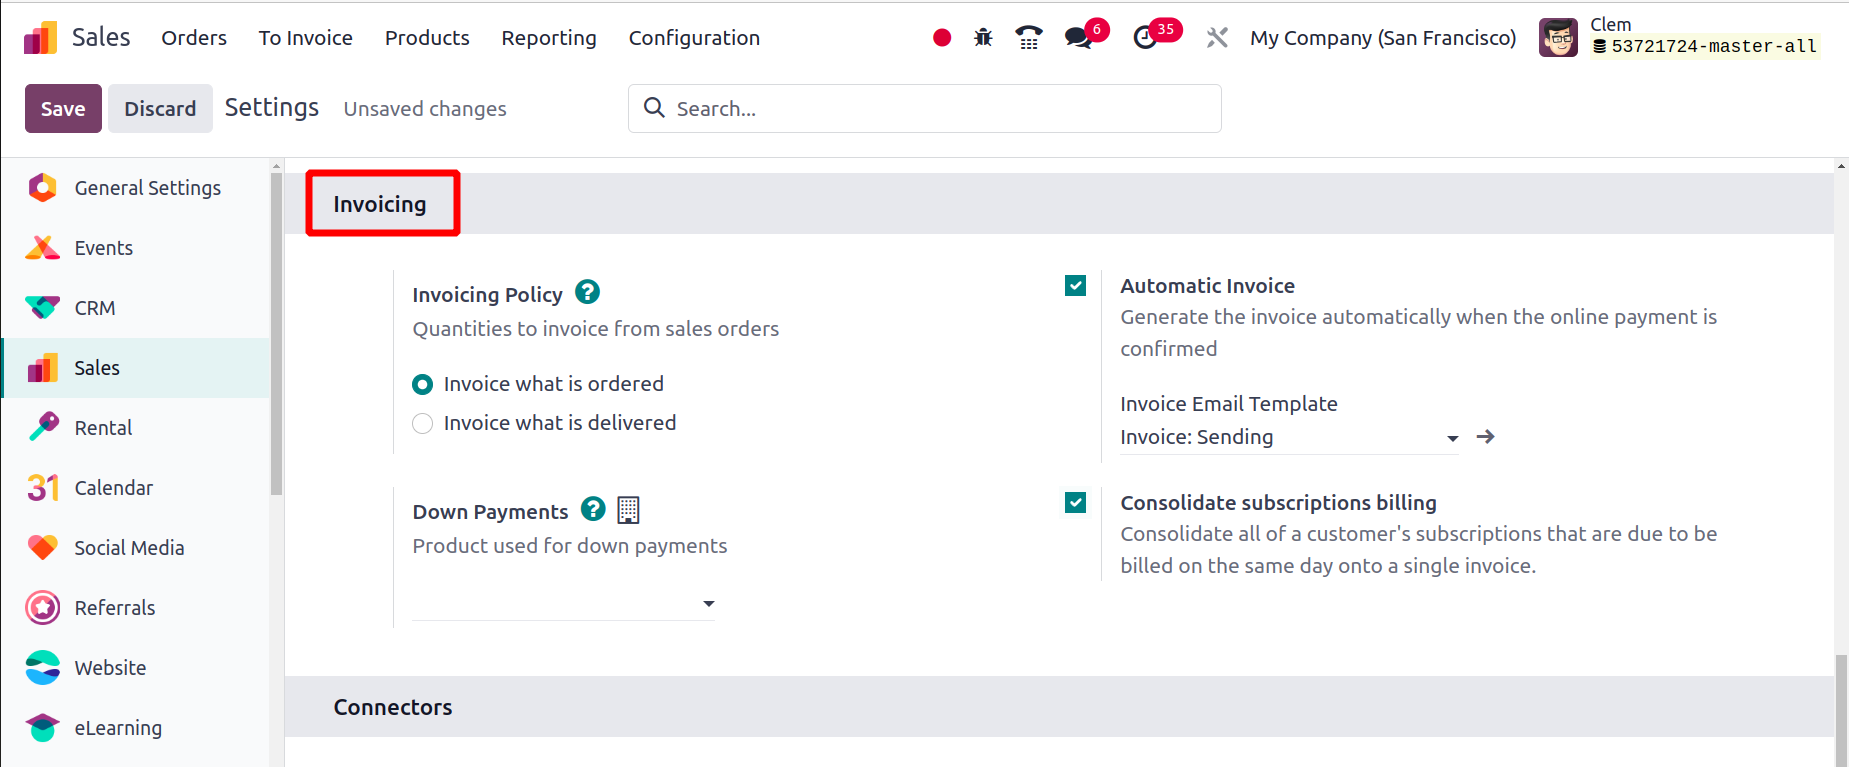 Sales
Orders
To Invoice
Products
Reporting
Configuration
6
35
My Company (San Francisco)
Clem
53721724-master-all
Save
Discard
Settings
Unsaved changes
Search...
General Settings
Events
CRM
Sales
Rental
31
Calendar
Social Media
Referrals
Website
eLearning
Invoicing
Invoicing Policy ?
Quantities to invoice from sales orders
Invoice what is ordered
Invoice what is delivered
Automatic Invoice
Generate the invoice automatically when the online payment is
confirmed
Invoice Email Template
Invoice: Sending
Down Payments ?
Product used for down payments
Consolidate subscriptions billing
Consolidate all of a customer's subscriptions that are due to be
billed on the same day onto a single invoice.
Connectors